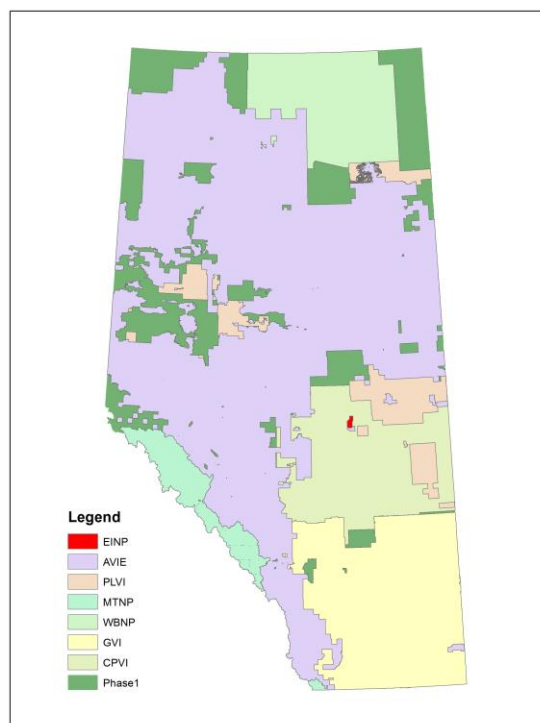 Legend
EINP
AVIE
PLVI
MTNP
WBNP
GVI
CPVI
Phase1